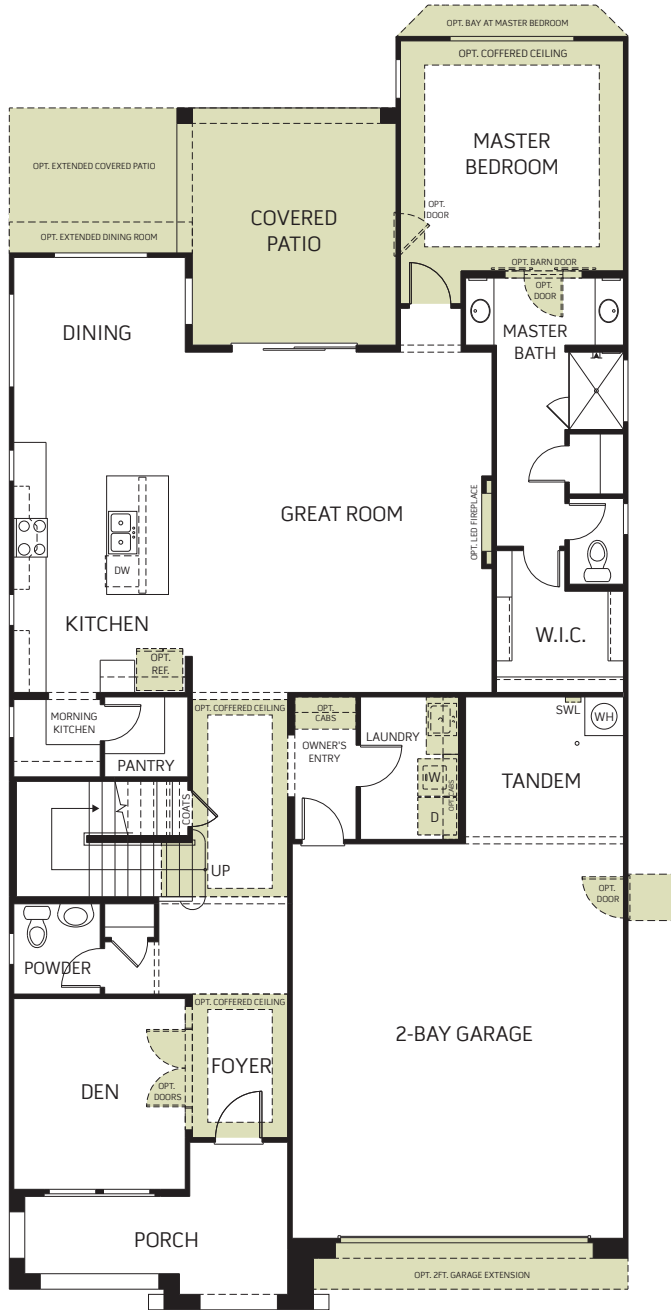 OPT. BAY AT MASTER BEDROOM
OPT. COFFERED CEILING
MASTER
BEDROOM
OPT. EXTENDED COVERED PATIO
OPT.
DOOR
COVERED
PATIO
OPT. EXTENDED DINING ROOM
OPT. BARN DOOR
OPT.
DOOR
DINING
MASTER
BATH
GREAT ROOM
OPT. LED FIREPLACE
DW
KITCHEN
W.I.C.
OPT.
REF.
OPT. COFFERED CEILING
OPT.
CABS
SWL
WH
MORNING
KITCHEN
OWNER'S
ENTRY
LAUNDRY
PANTRY
W
TANDEM
OPT. CABS
COATS
D
UP
OPT.
DOOR
POWDER
OPT. COFFERED CEILING
2-BAY GARAGE
FOYER
DEN
OPT.
DOORS
PORCH
OPT. 2FT. GARAGE EXTENSION